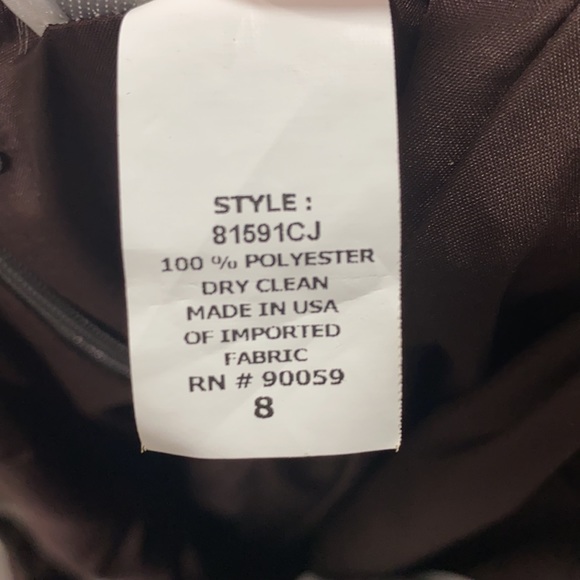 STYLE :
81591CJ
100 % POLYESTER
DRY CLEAN
MADE IN USA
OF IMPORTED
FABRIC
RN # 90059
8